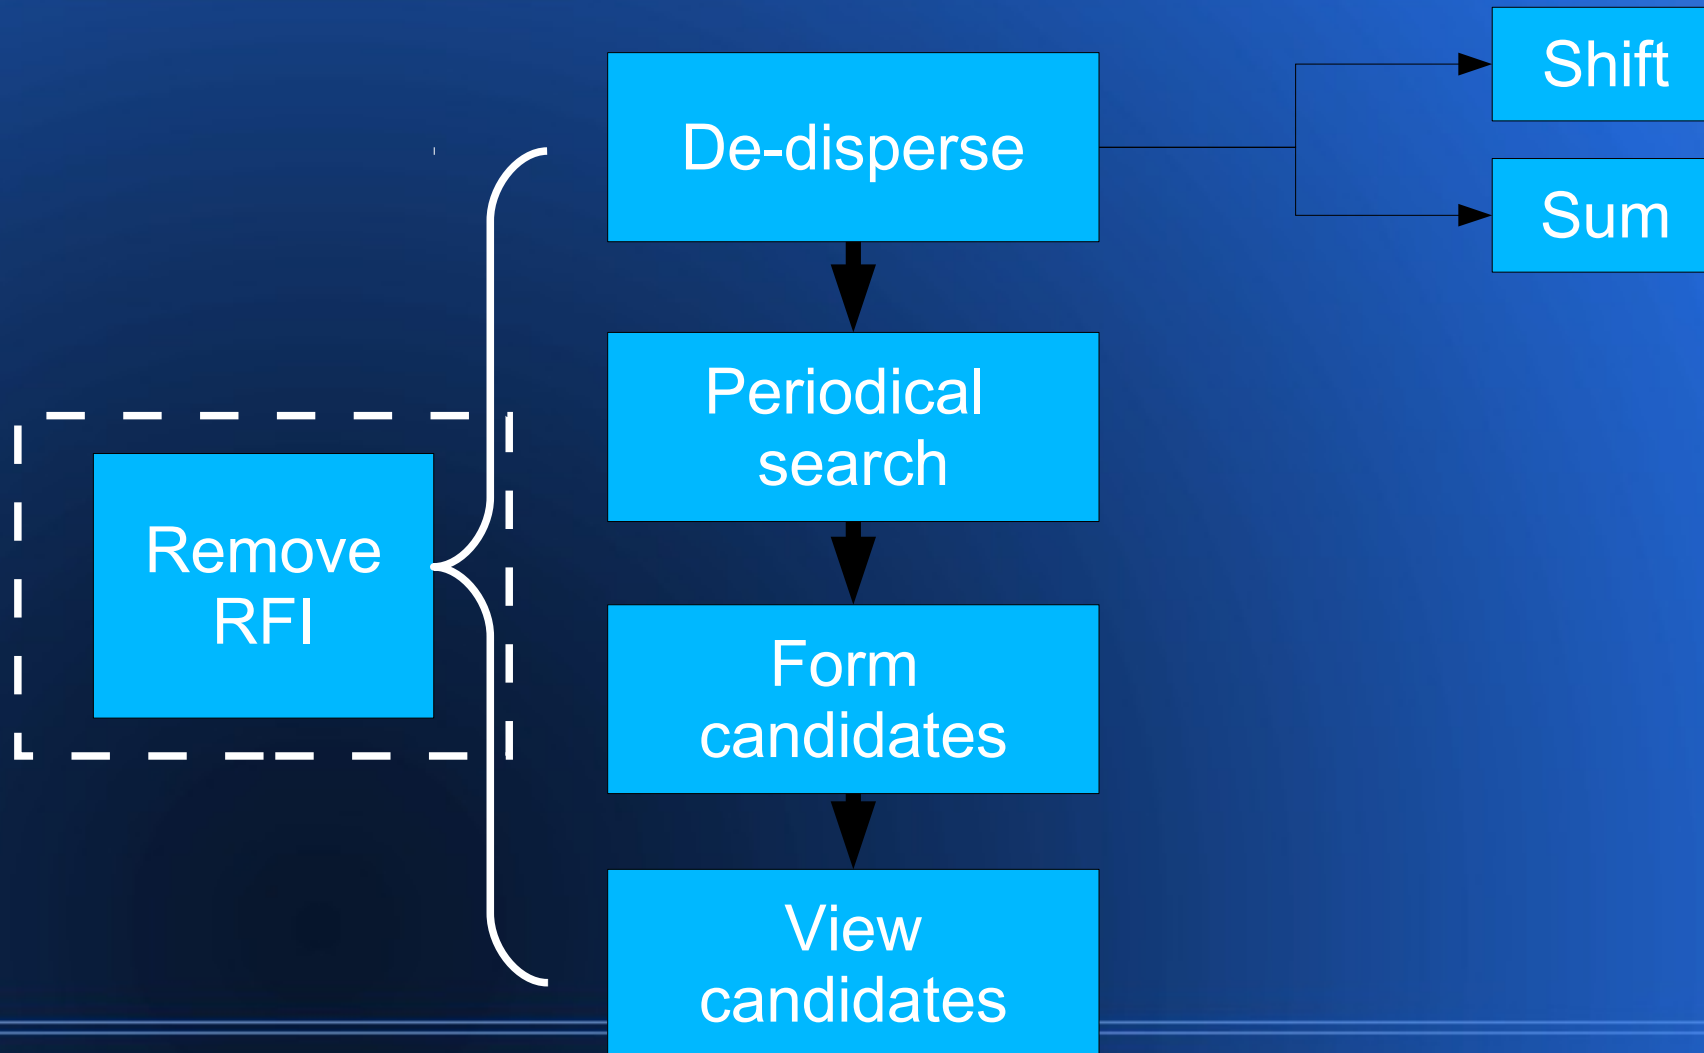 De-disperse
Shift
Sum
Periodical
search
Remove
RFI
Form
candidates
View
candidates